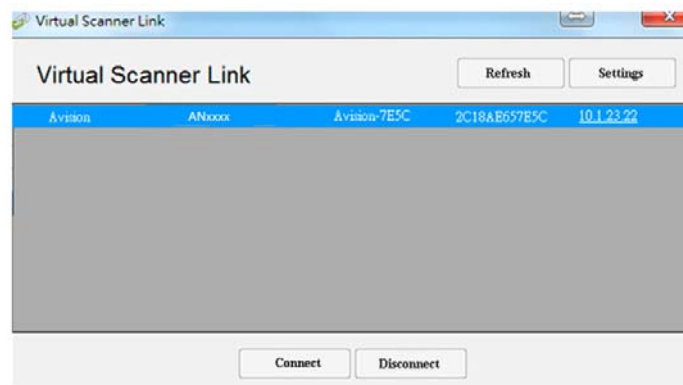 Virtual Scanner Link
Virtual Scanner Link Refresh Settings
Avision ANxxxx Avision-7E5C 2C18AE657E5C 10.1.23.22
Connect Disconnect